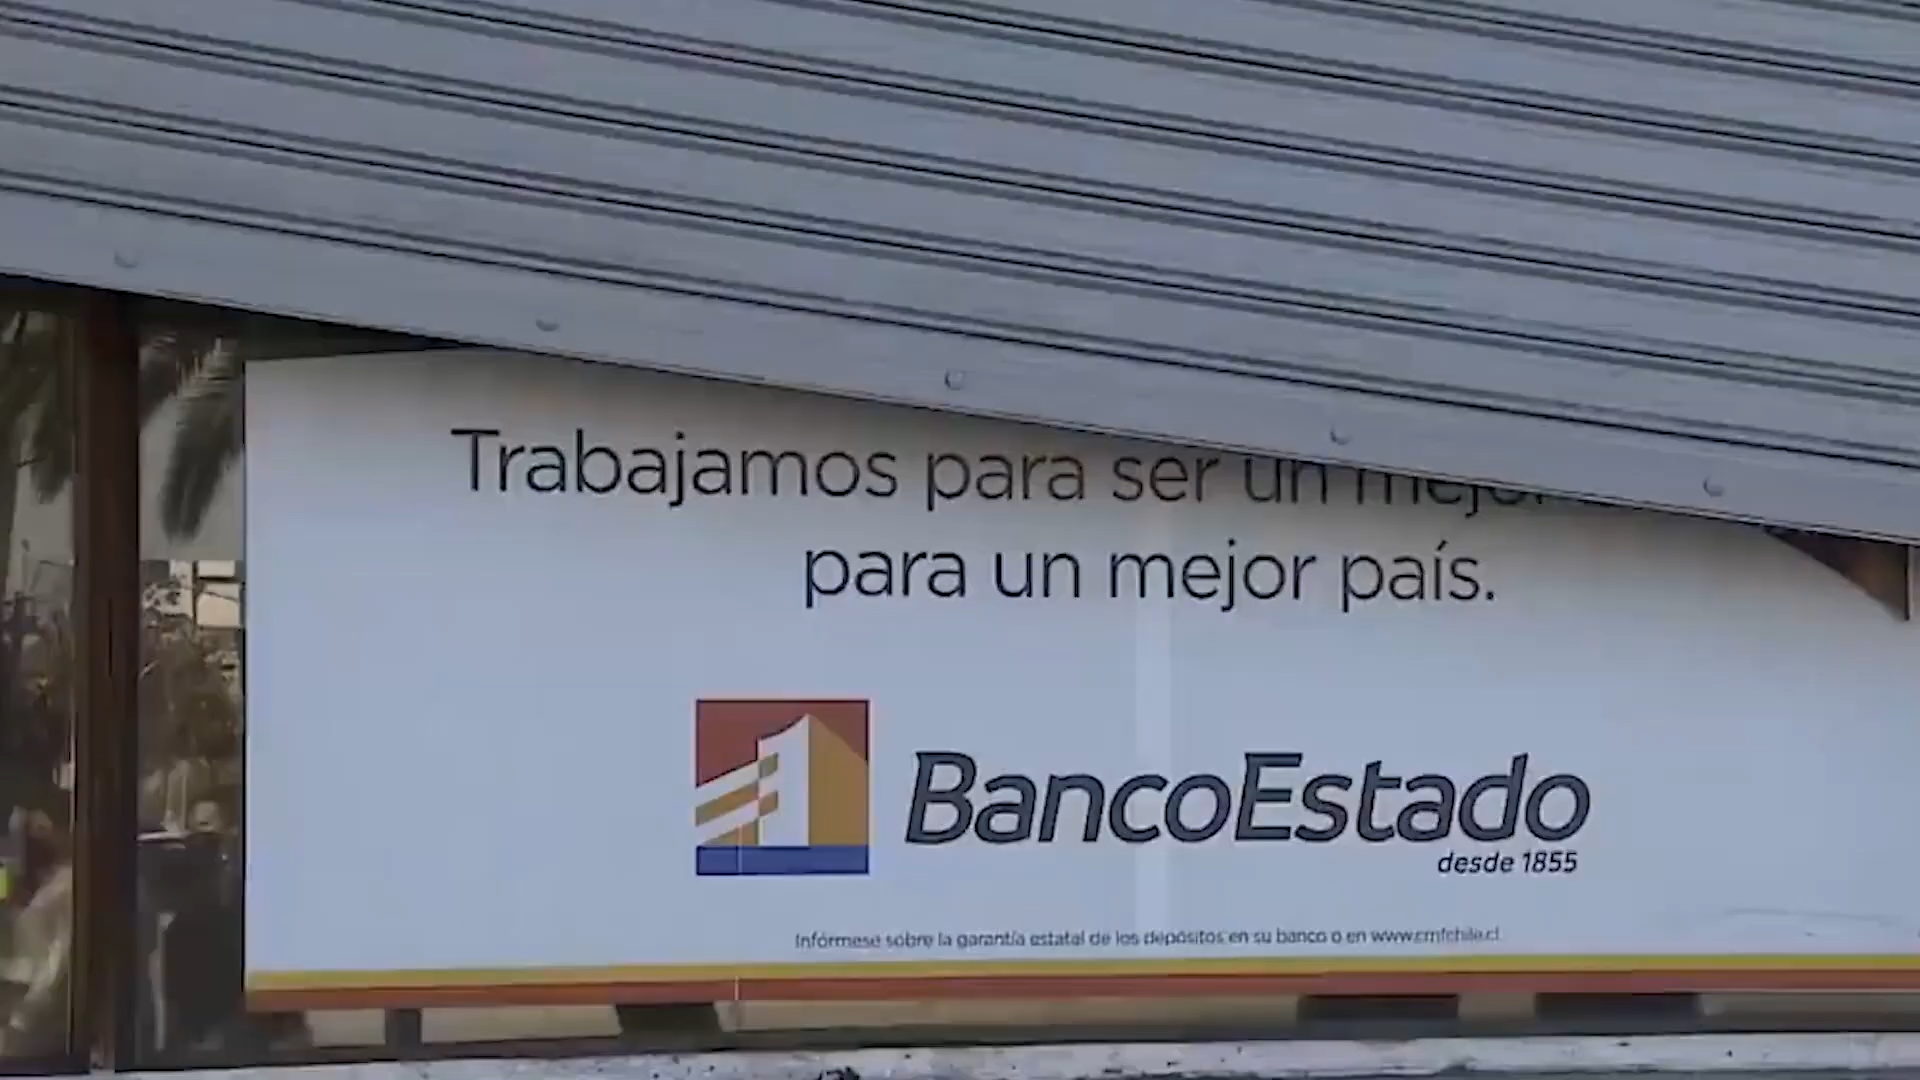 Trabajamos para ser un mejor
para un mejor país.
BancoEstado
desde 1855
Infórmese sobre la garantía estatal de los depósitos en su banco o en www.cmfchile.cl